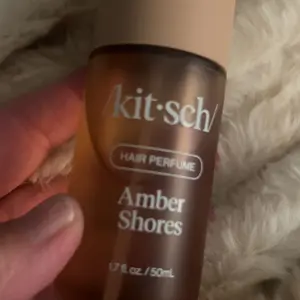 /kit·sch/
HAIR PERFUME
Amber
Shores
1.7 fl. oz. / 50mL